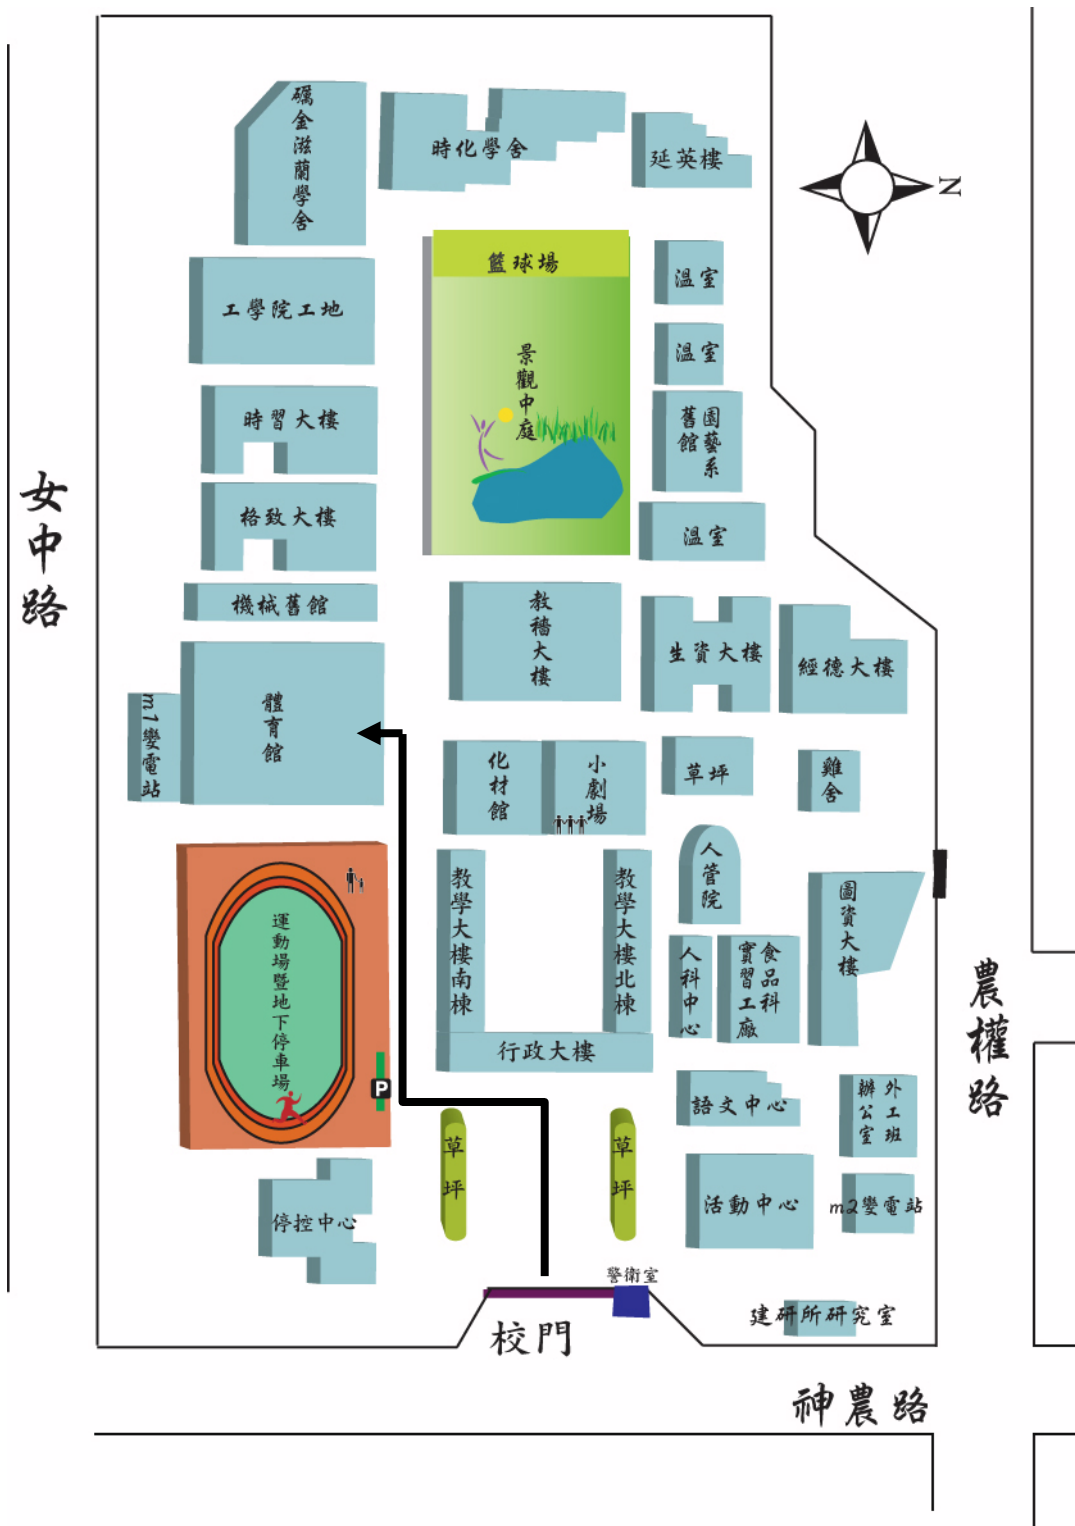 礪金滋蘭學舍
時化學舍
延英樓
N
籃球場
溫室
工學院工地
景觀中庭
溫室
時習大樓
園藝系
舊館
格致大樓
溫室
女中路
機械舊館
教穡大樓
生資大樓
經德大樓
體育館
m1變電站
化材館
小劇場
草坪
雞舍
人管院
教學大樓南棟
教學大樓北棟
圖資大樓
運動場暨地下停車場
人科中心
食品科
實習工廠
行政大樓
農權路
P
語文中心
外工班
辦公室
草坪
草坪
停控中心
活動中心
m2變電站
警衛室
建研所研究室
校門
神農路